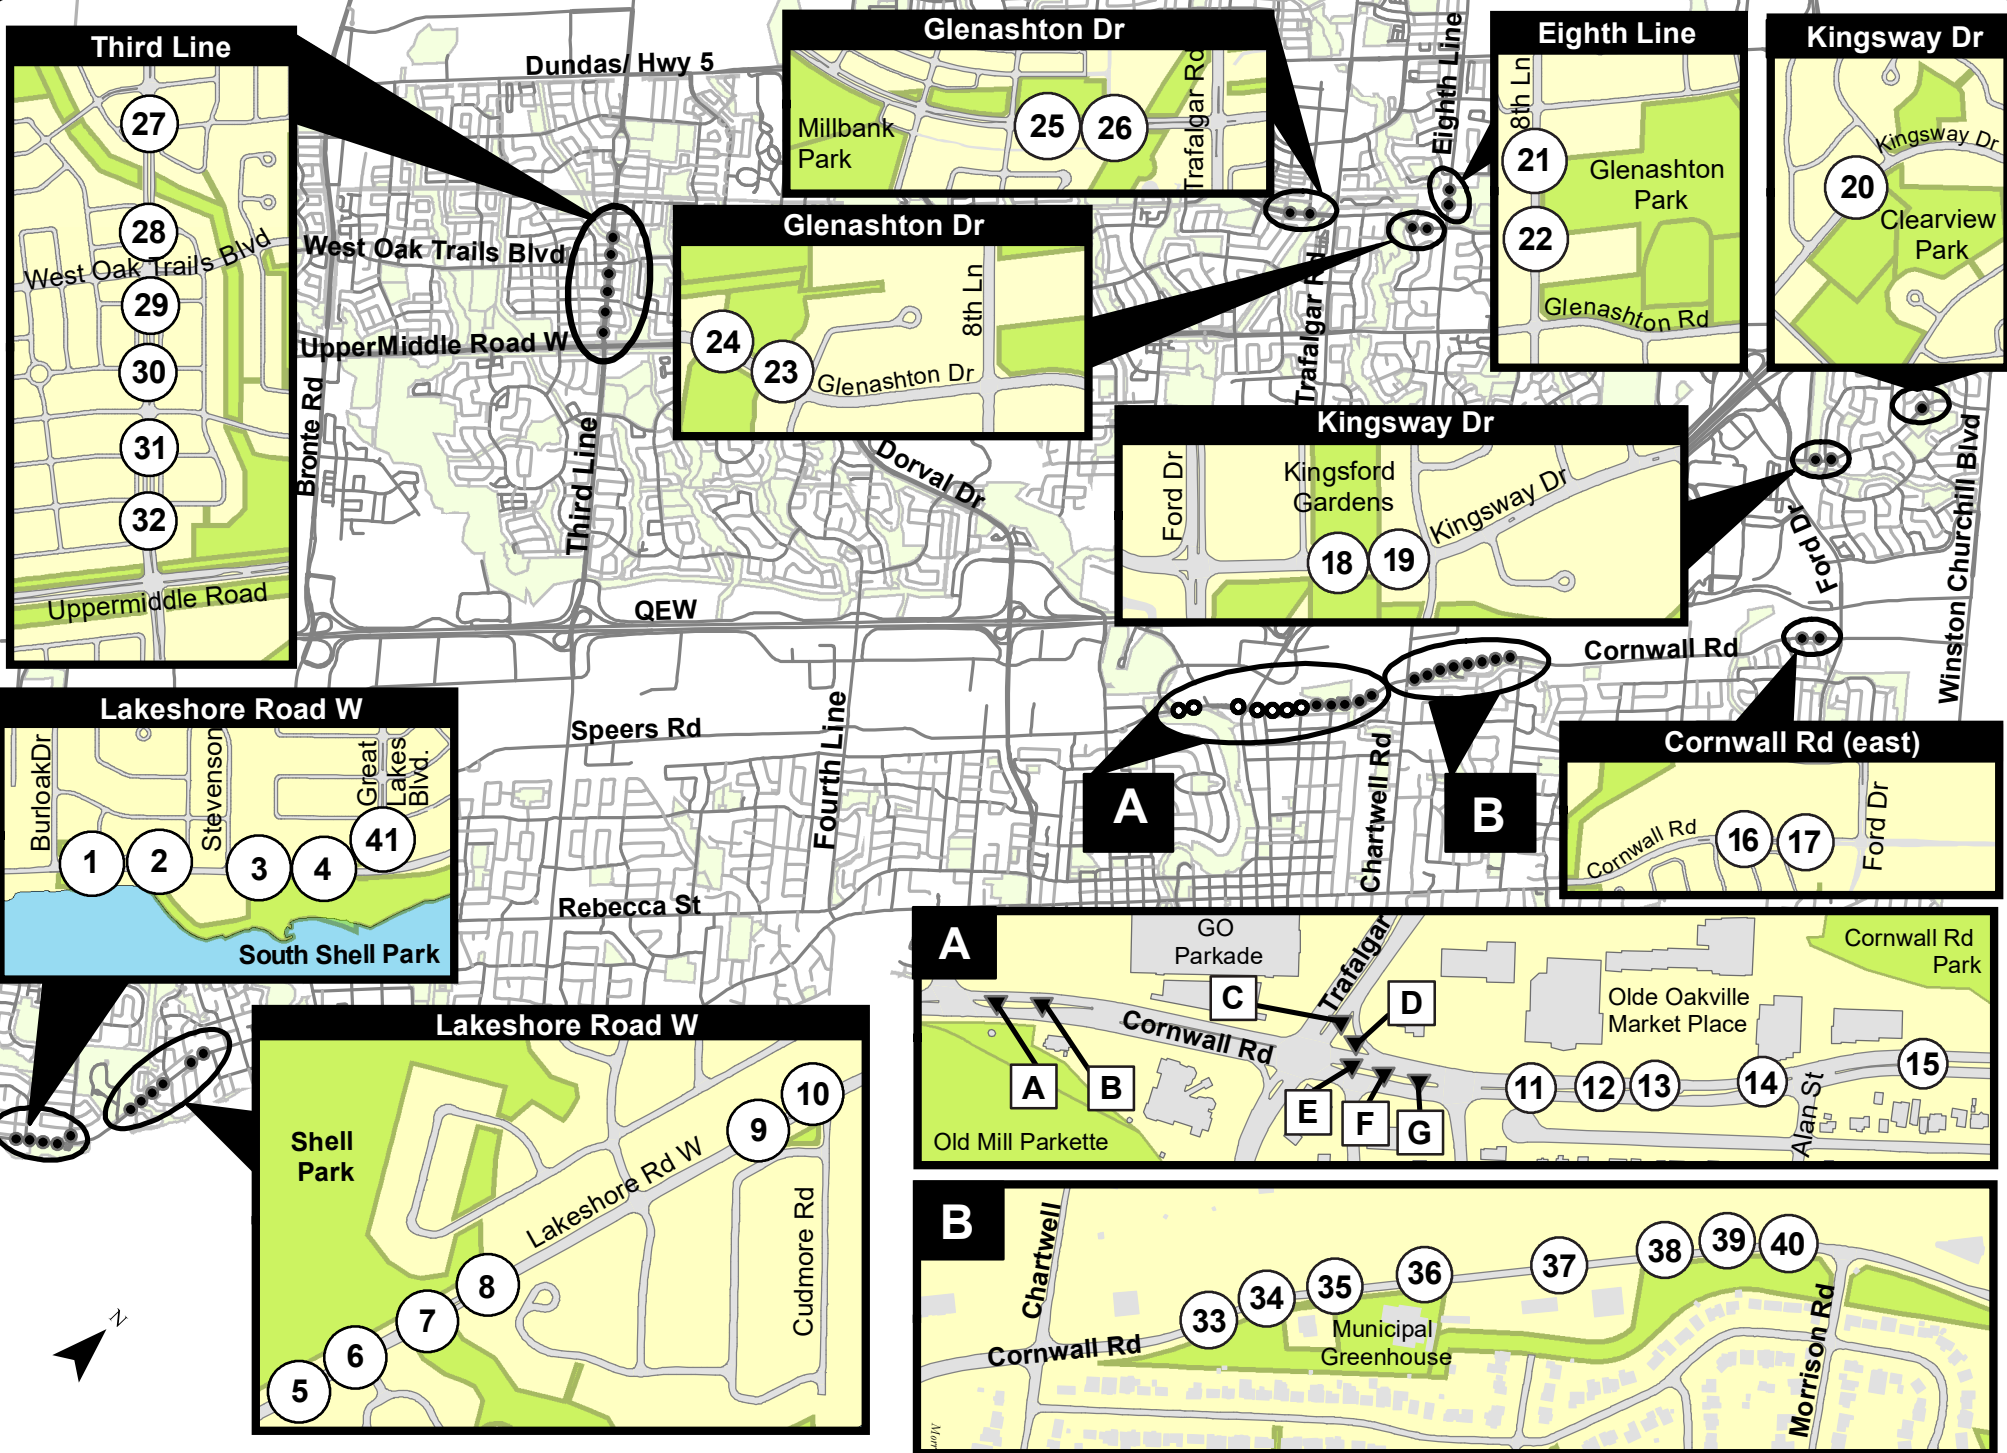 Third Line
27
28
West Oak Trails Blvd
29
30
31
32
Uppermiddle Road
Dundas/ Hwy 5
Glenashton Dr
Millbank
Park
25
26
Trafalgar Rd
Eighth Line
Eighth Line
8th Ln
21
Glenashton
Park
22
Glenashton Rd
Kingsway Dr
Kingsway Dr
20
Clearview
Park
West Oak Trails Blvd
UpperMiddle Road W
Bronte Rd
Third Line
Glenashton Dr
24
23
8th Ln
Glenashton Dr
Trafalgar Rd
Dorval Dr
Kingsway Dr
Ford Dr
Kingsford
Gardens
18
19
Kingsway Dr
Ford Dr
Winston Churchill Blvd
QEW
Cornwall Rd
Speers Rd
Fourth Line
Chartwell Rd
Rebecca St
A
B
Cornwall Rd (east)
Cornwall Rd
16
17
Ford Dr
Lakeshore Road W
BurloakDr
Stevenson
Great
Lakes
Blvd.
1
2
3
4
41
South Shell Park
Lakeshore Road W
Shell
Park
Lakeshore Rd W
Cudmore Rd
5
6
7
8
9
10
N
A
GO
Parkade
Trafalgar
Cornwall Rd
Park
C
D
Olde Oakville
Market Place
Cornwall Rd
A
B
E
F
G
11
12
13
14
15
Alan St
Old Mill Parkette
B
Chartwell
Cornwall Rd
33
34
35
36
37
38
39
40
Municipal
Greenhouse
Morrison Rd